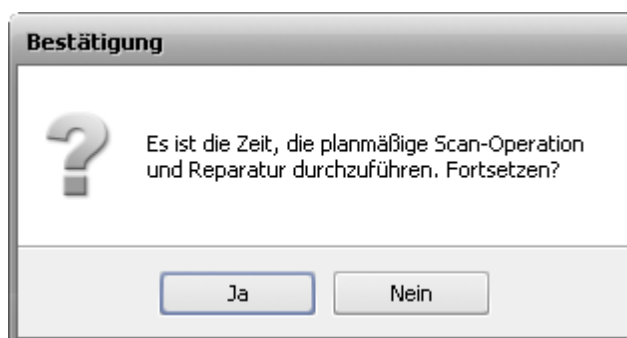 Bestätigung
Es ist die Zeit, die planmäßige Scan-Operation
und Reparatur durchzuführen. Fortsetzen?
Ja
Nein